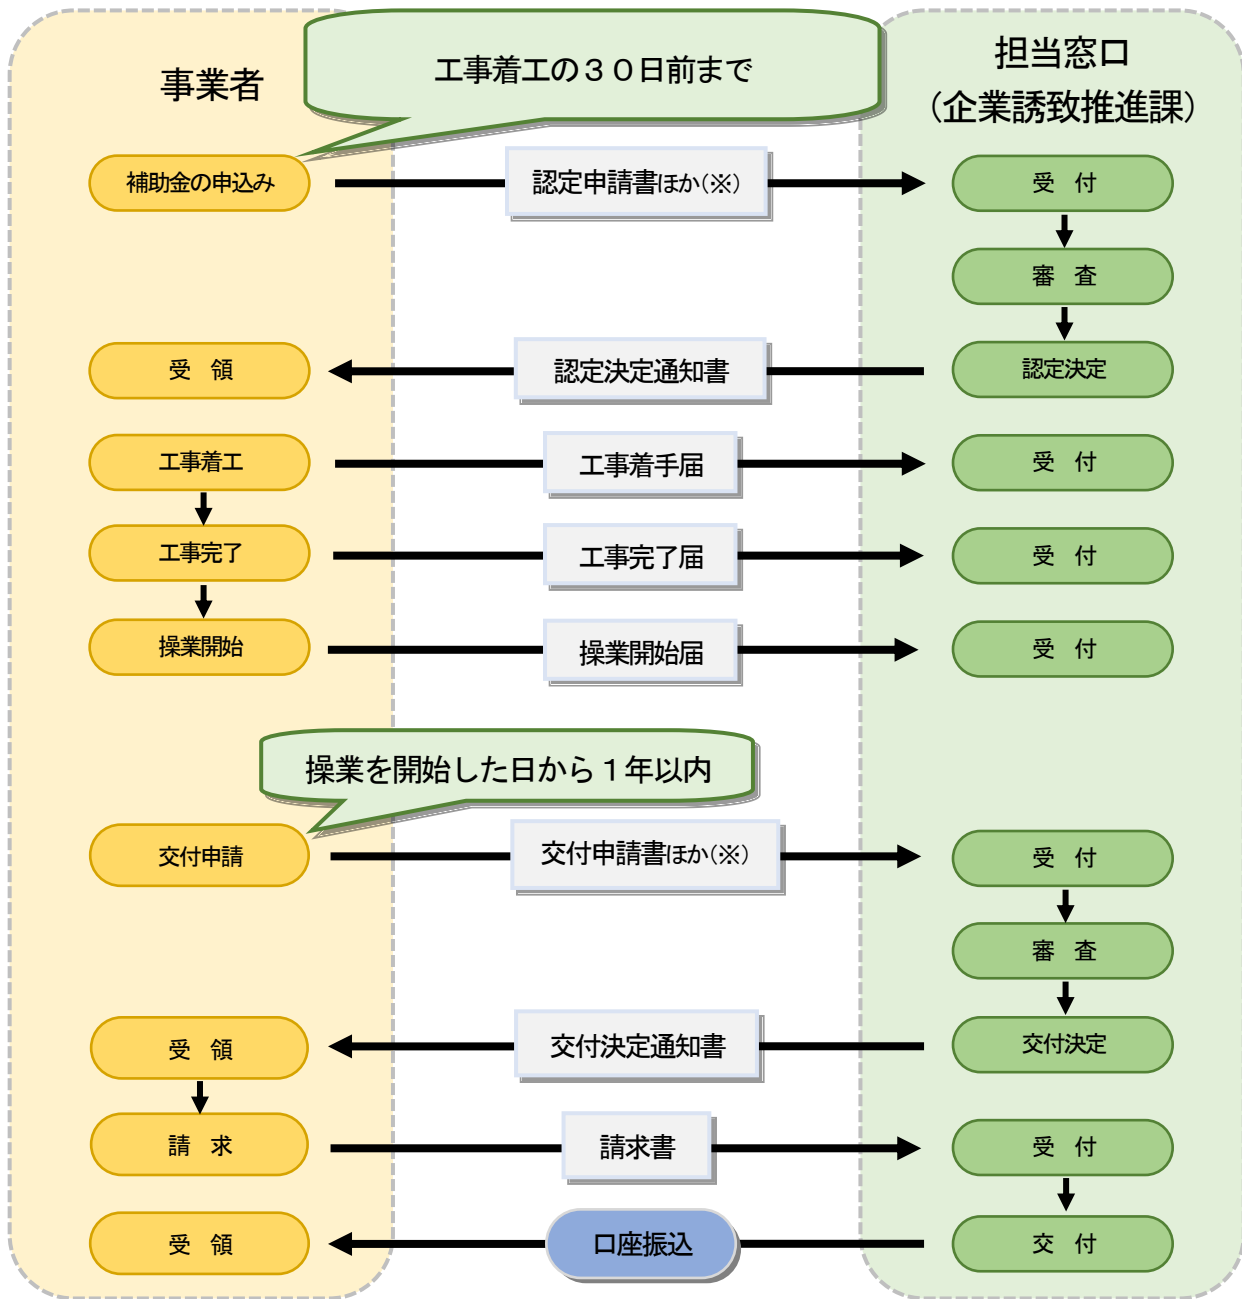 事業者
工事着工の３０日前まで
担当窓口
（企業誘致推進課）
補助金の申込み
認定申請書ほか（※）
受　付
審　査
受　領
認定決定通知書
認定決定
工事着工
工事着手届
受　付
工事完了
工事完了届
受　付
操業開始
操業開始届
受　付
操業を開始した日から１年以内
交付申請
交付申請書ほか（※）
受　付
審　査
受　領
交付決定通知書
交付決定
請　求
請求書
受　付
受　領
口座振込
交　付